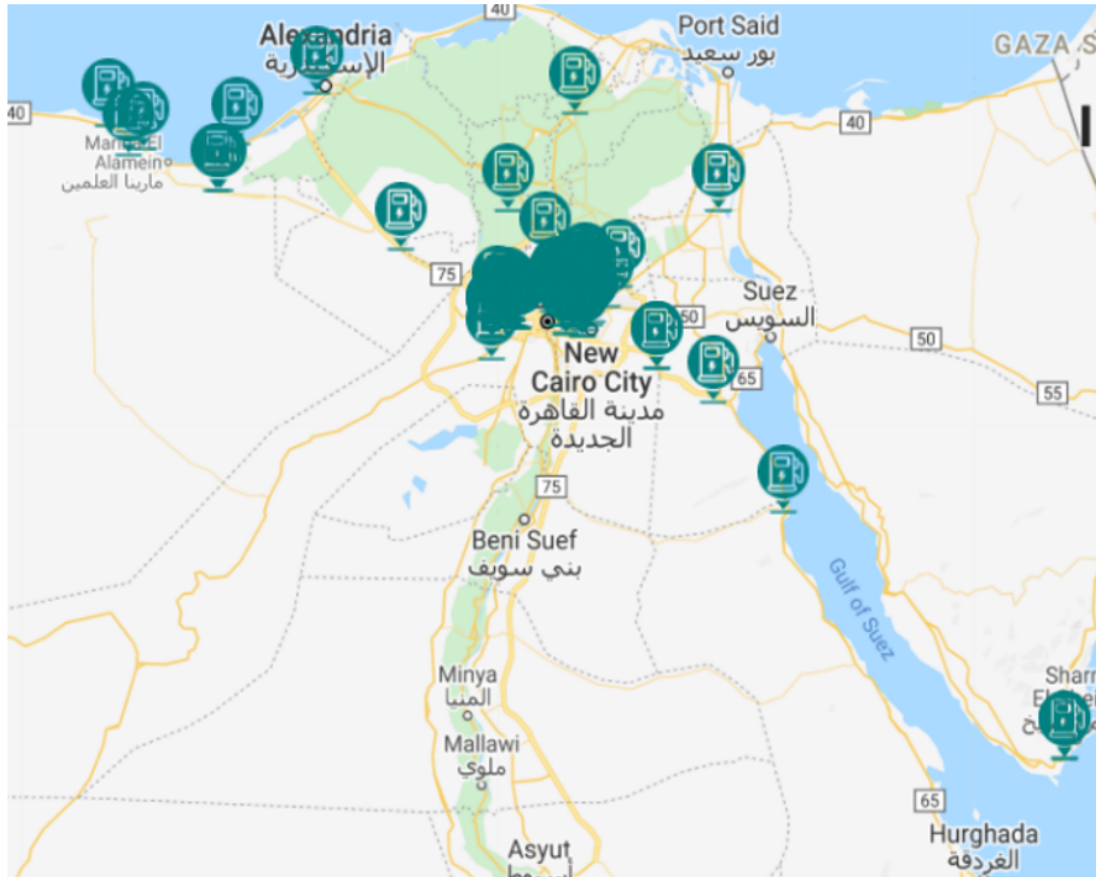 40
Alexandria
الإسكندرية
Port Said
بور سعيد
GAZA S
40
40
Marina El
Alamein
مارينا العلمين
75
Suez
السويس
50
50
New
Cairo City
مدينة القاهرة
الجديدة
65
55
75
Beni Suef
بني سويف
Gulf of Suez
Minya
المنيا
Mallawi
ملوي
Sharm
65
Hurghada
الغردقة
Asyut
أسيوط